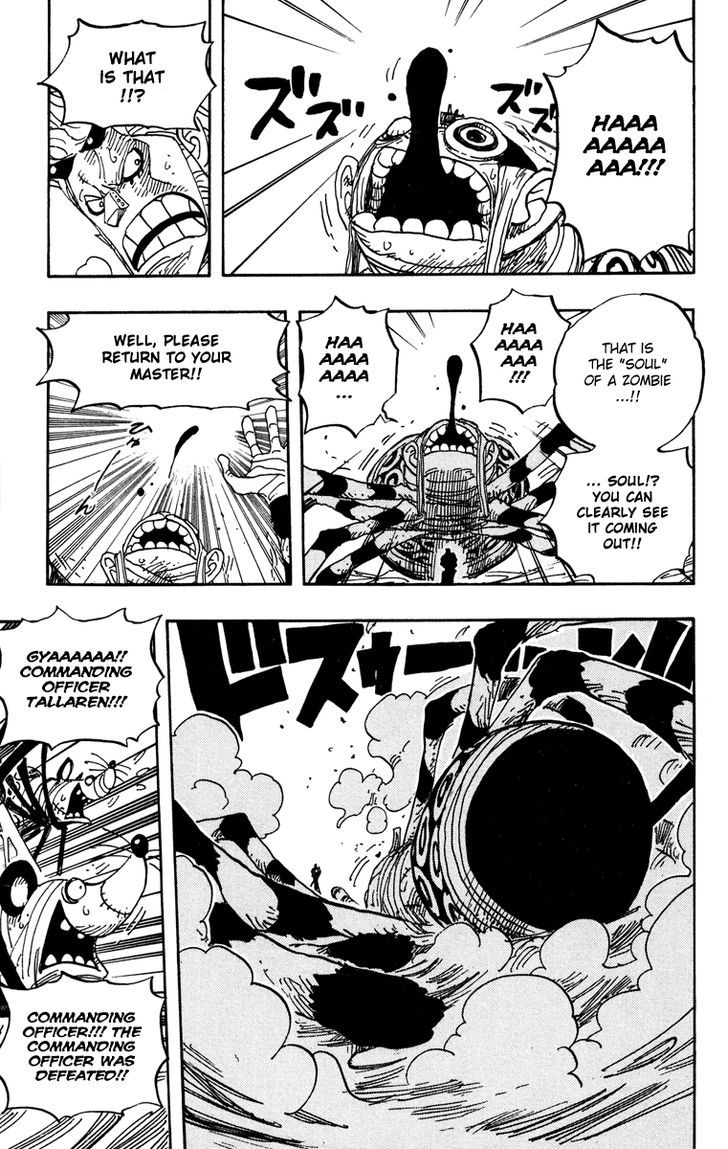 HAAA
AAAAA
AAA!!!
ズズ
ズズ
WHAT
IS THAT
!!?
THAT IS
THE "SOUL"
OF A ZOMBIE
...!!
... SOUL!?
YOU CAN
CLEARLY SEE
IT COMING
OUT!!
HAA
AAAA
AAA
!!!
HAA
AAAAA
AAAA
...
WELL, PLEASE
RETURN TO YOUR
MASTER!!
ドズゥーン
GYAAAAAA!!
COMMANDING
OFFICER
TALLAREN!!!
COMMANDING
OFFICER!!! THE
COMMANDING
OFFICER WAS
DEFEATED!!